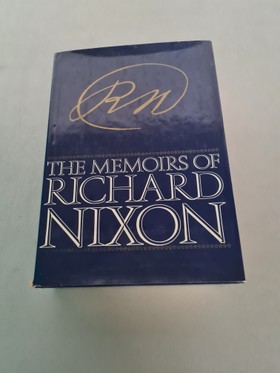 RN
THE MEMOIRS OF
RICHARD
NIXON